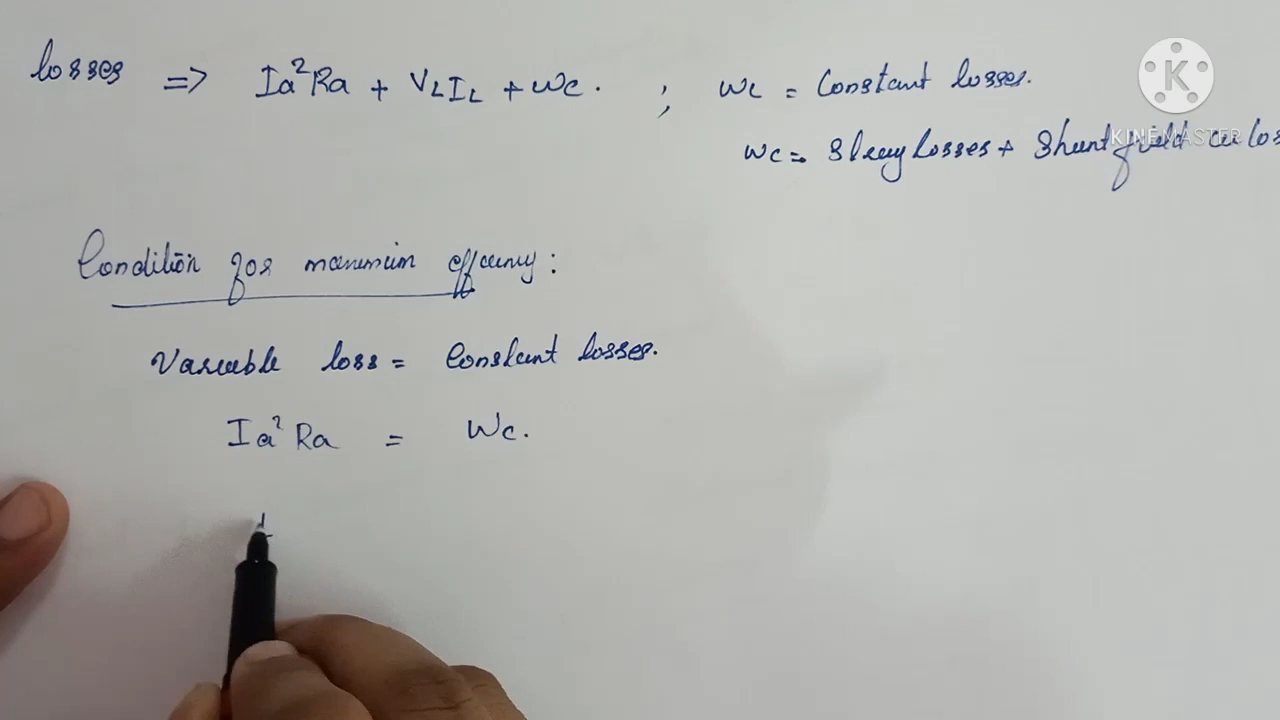 losses => Ia²Ra + VLIL + Wc. ; Wc = Constant losses.
Wc = Stray losses + Shunt field cu los
Condition for maximum efficiency:
Variable loss = Constant losses.
Ia²Ra = Wc.
K
KINEMASTER